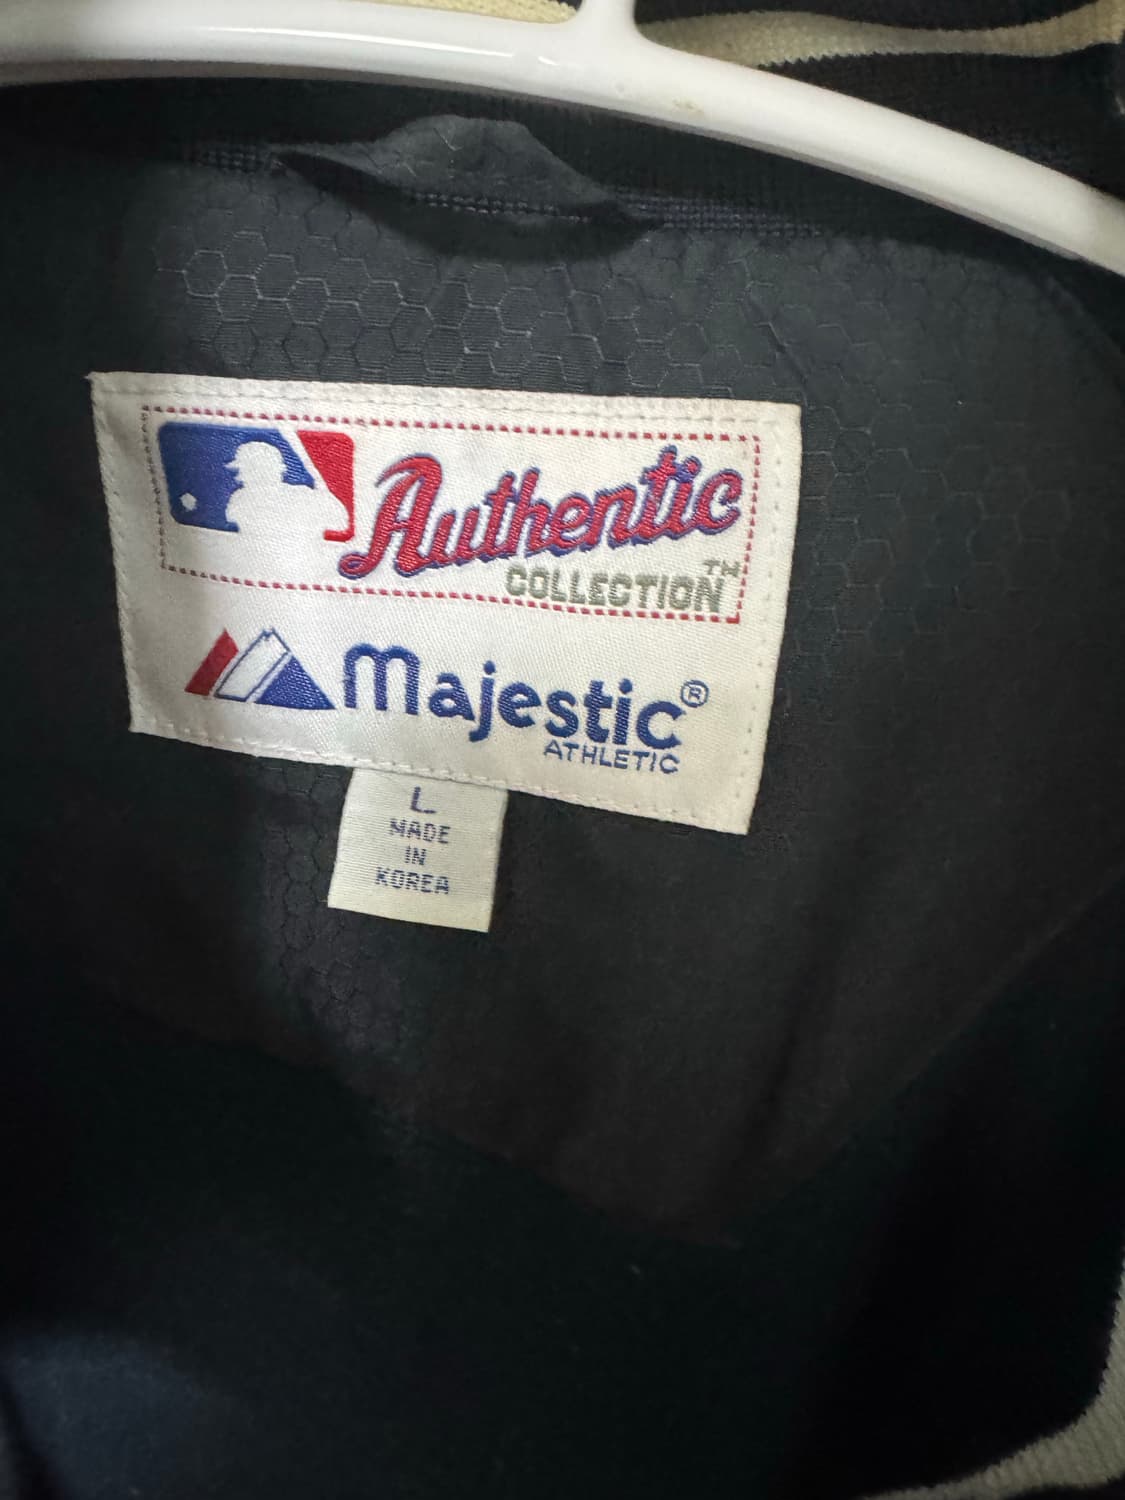 Authentic
COLLECTION™
Majestic®
ATHLETIC
L
MADE
IN
KOREA